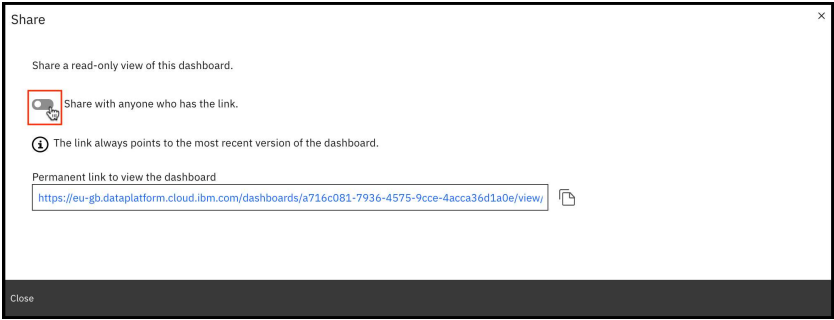 Share
Share a read-only view of this dashboard.
Share with anyone who has the link.
The link always points to the most recent version of the dashboard.
Permanent link to view the dashboard
https://eu-gb.dataplatform.cloud.ibm.com/dashboards/a716c081-7936-4575-9cce-4acca36d1a0e/view/
Close